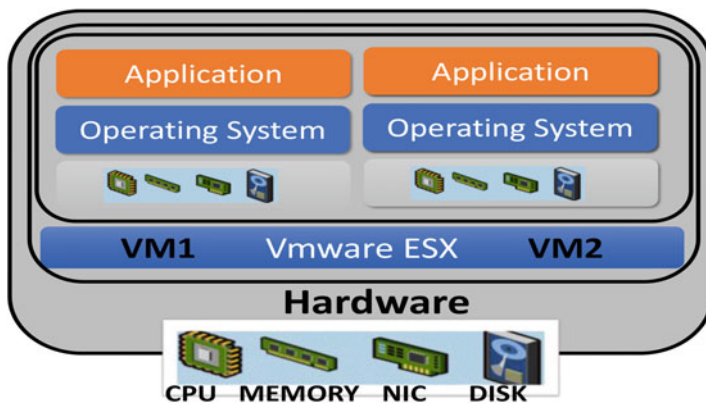 Application Application
Operating System Operating System
VM1 Vmware ESX VM2
Hardware
CPU MEMORY NIC DISK